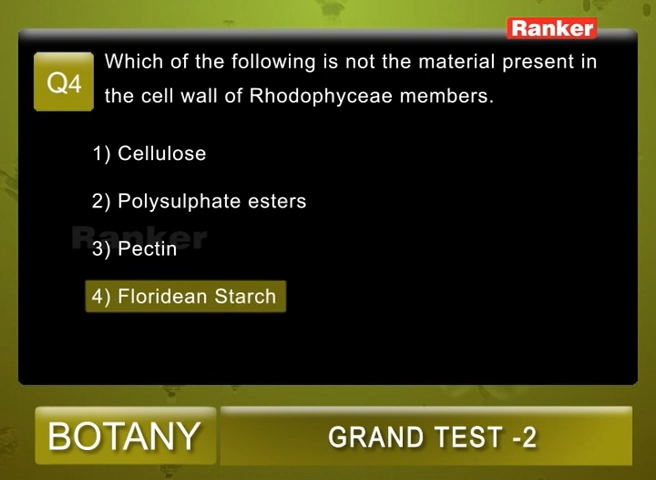 Ranker
Q4
Which of the following is not the material present in
the cell wall of Rhodophyceae members.
1) Cellulose
2) Polysulphate esters
Ranker
3) Pectin
4) Floridean Starch
BOTANY
GRAND TEST -2